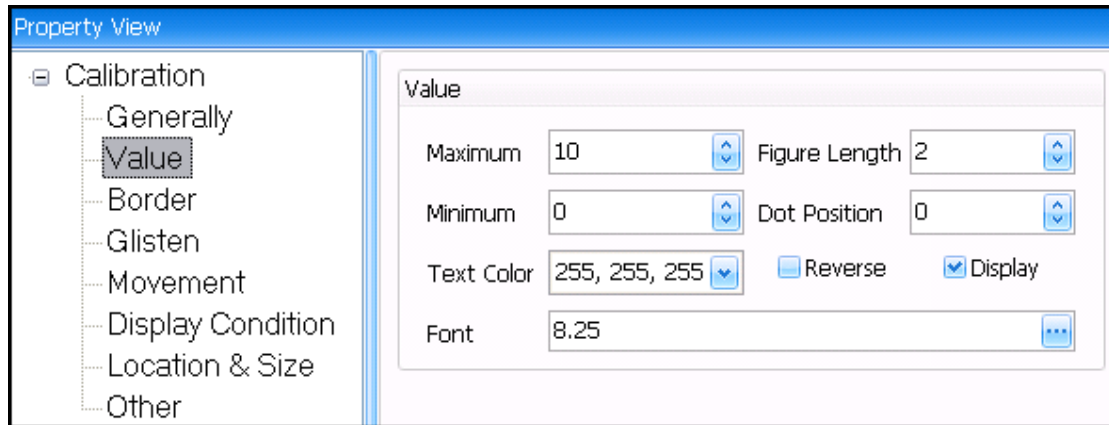 Property View
Calibration
Generally
Value
Border
Glisten
Movement
Display Condition
Location & Size
Other
Value
Maximum 10 Figure Length 2
Minimum 0 Dot Position 0
Text Color 255, 255, 255 Reverse Display
Font 8.25